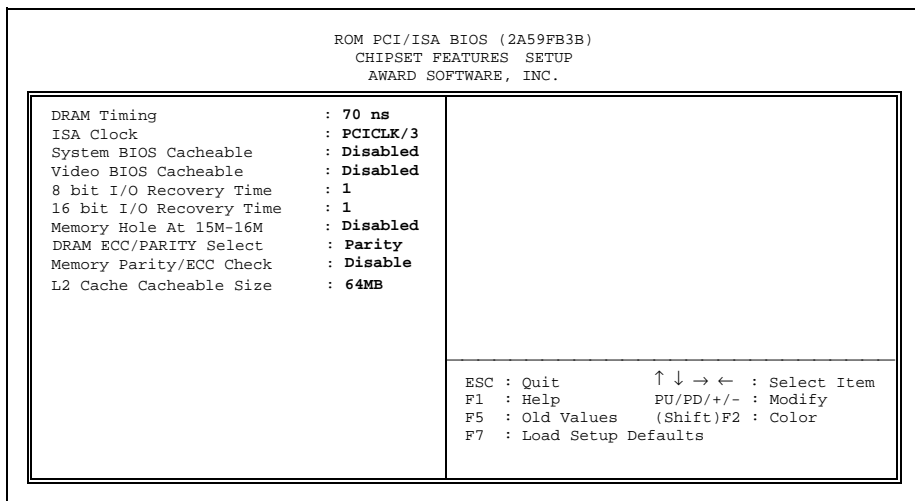 ROM PCI/ISA BIOS (2A59FB3B)
CHIPSET FEATURES SETUP
AWARD SOFTWARE, INC.
DRAM Timing : 70 ns
ISA Clock : PCICLK/3
System BIOS Cacheable : Disabled
Video BIOS Cacheable : Disabled
8 bit I/O Recovery Time : 1
16 bit I/O Recovery Time : 1
Memory Hole At 15M-16M : Disabled
DRAM ECC/PARITY Select : Parity
Memory Parity/ECC Check : Disable
L2 Cache Cacheable Size : 64MB
ESC : Quit ↑ ↓ → ← : Select Item
F1 : Help PU/PD/+/- : Modify
F5 : Old Values (Shift)F2 : Color
F7 : Load Setup Defaults